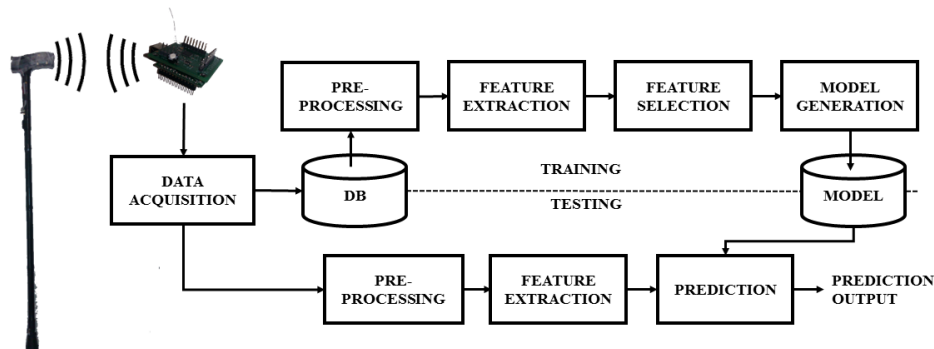 PRE-
PROCESSING
FEATURE
EXTRACTION
FEATURE
SELECTION
MODEL
GENERATION
DATA
ACQUISITION
DB
TRAINING
TESTING
MODEL
PRE-
PROCESSING
FEATURE
EXTRACTION
PREDICTION
PREDICTION
OUTPUT